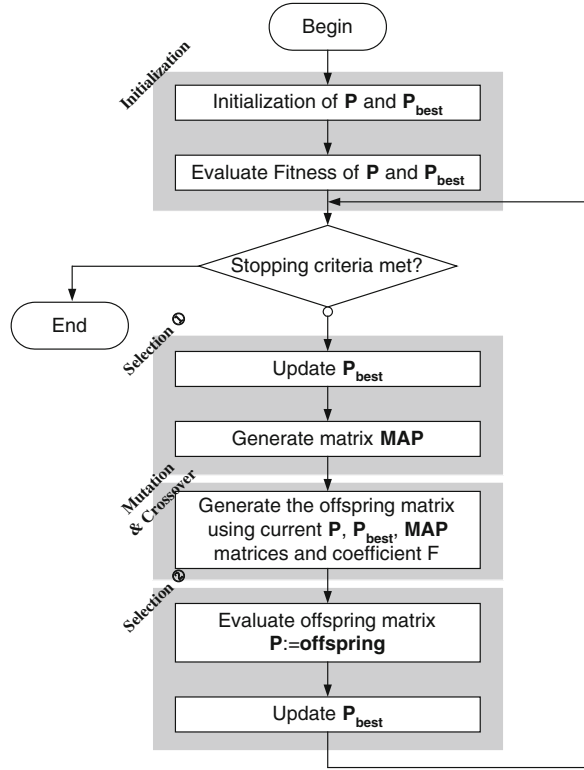 Begin
Initialization
Initialization of P and Pbest
Evaluate Fitness of P and Pbest
Stopping criteria met?
End
Selection ①
Update Pbest
Generate matrix MAP
Mutation
& Crossover
Generate the offspring matrix
using current P, Pbest, MAP
matrices and coefficient F
Selection ②
Evaluate offspring matrix
P:=offspring
Update Pbest